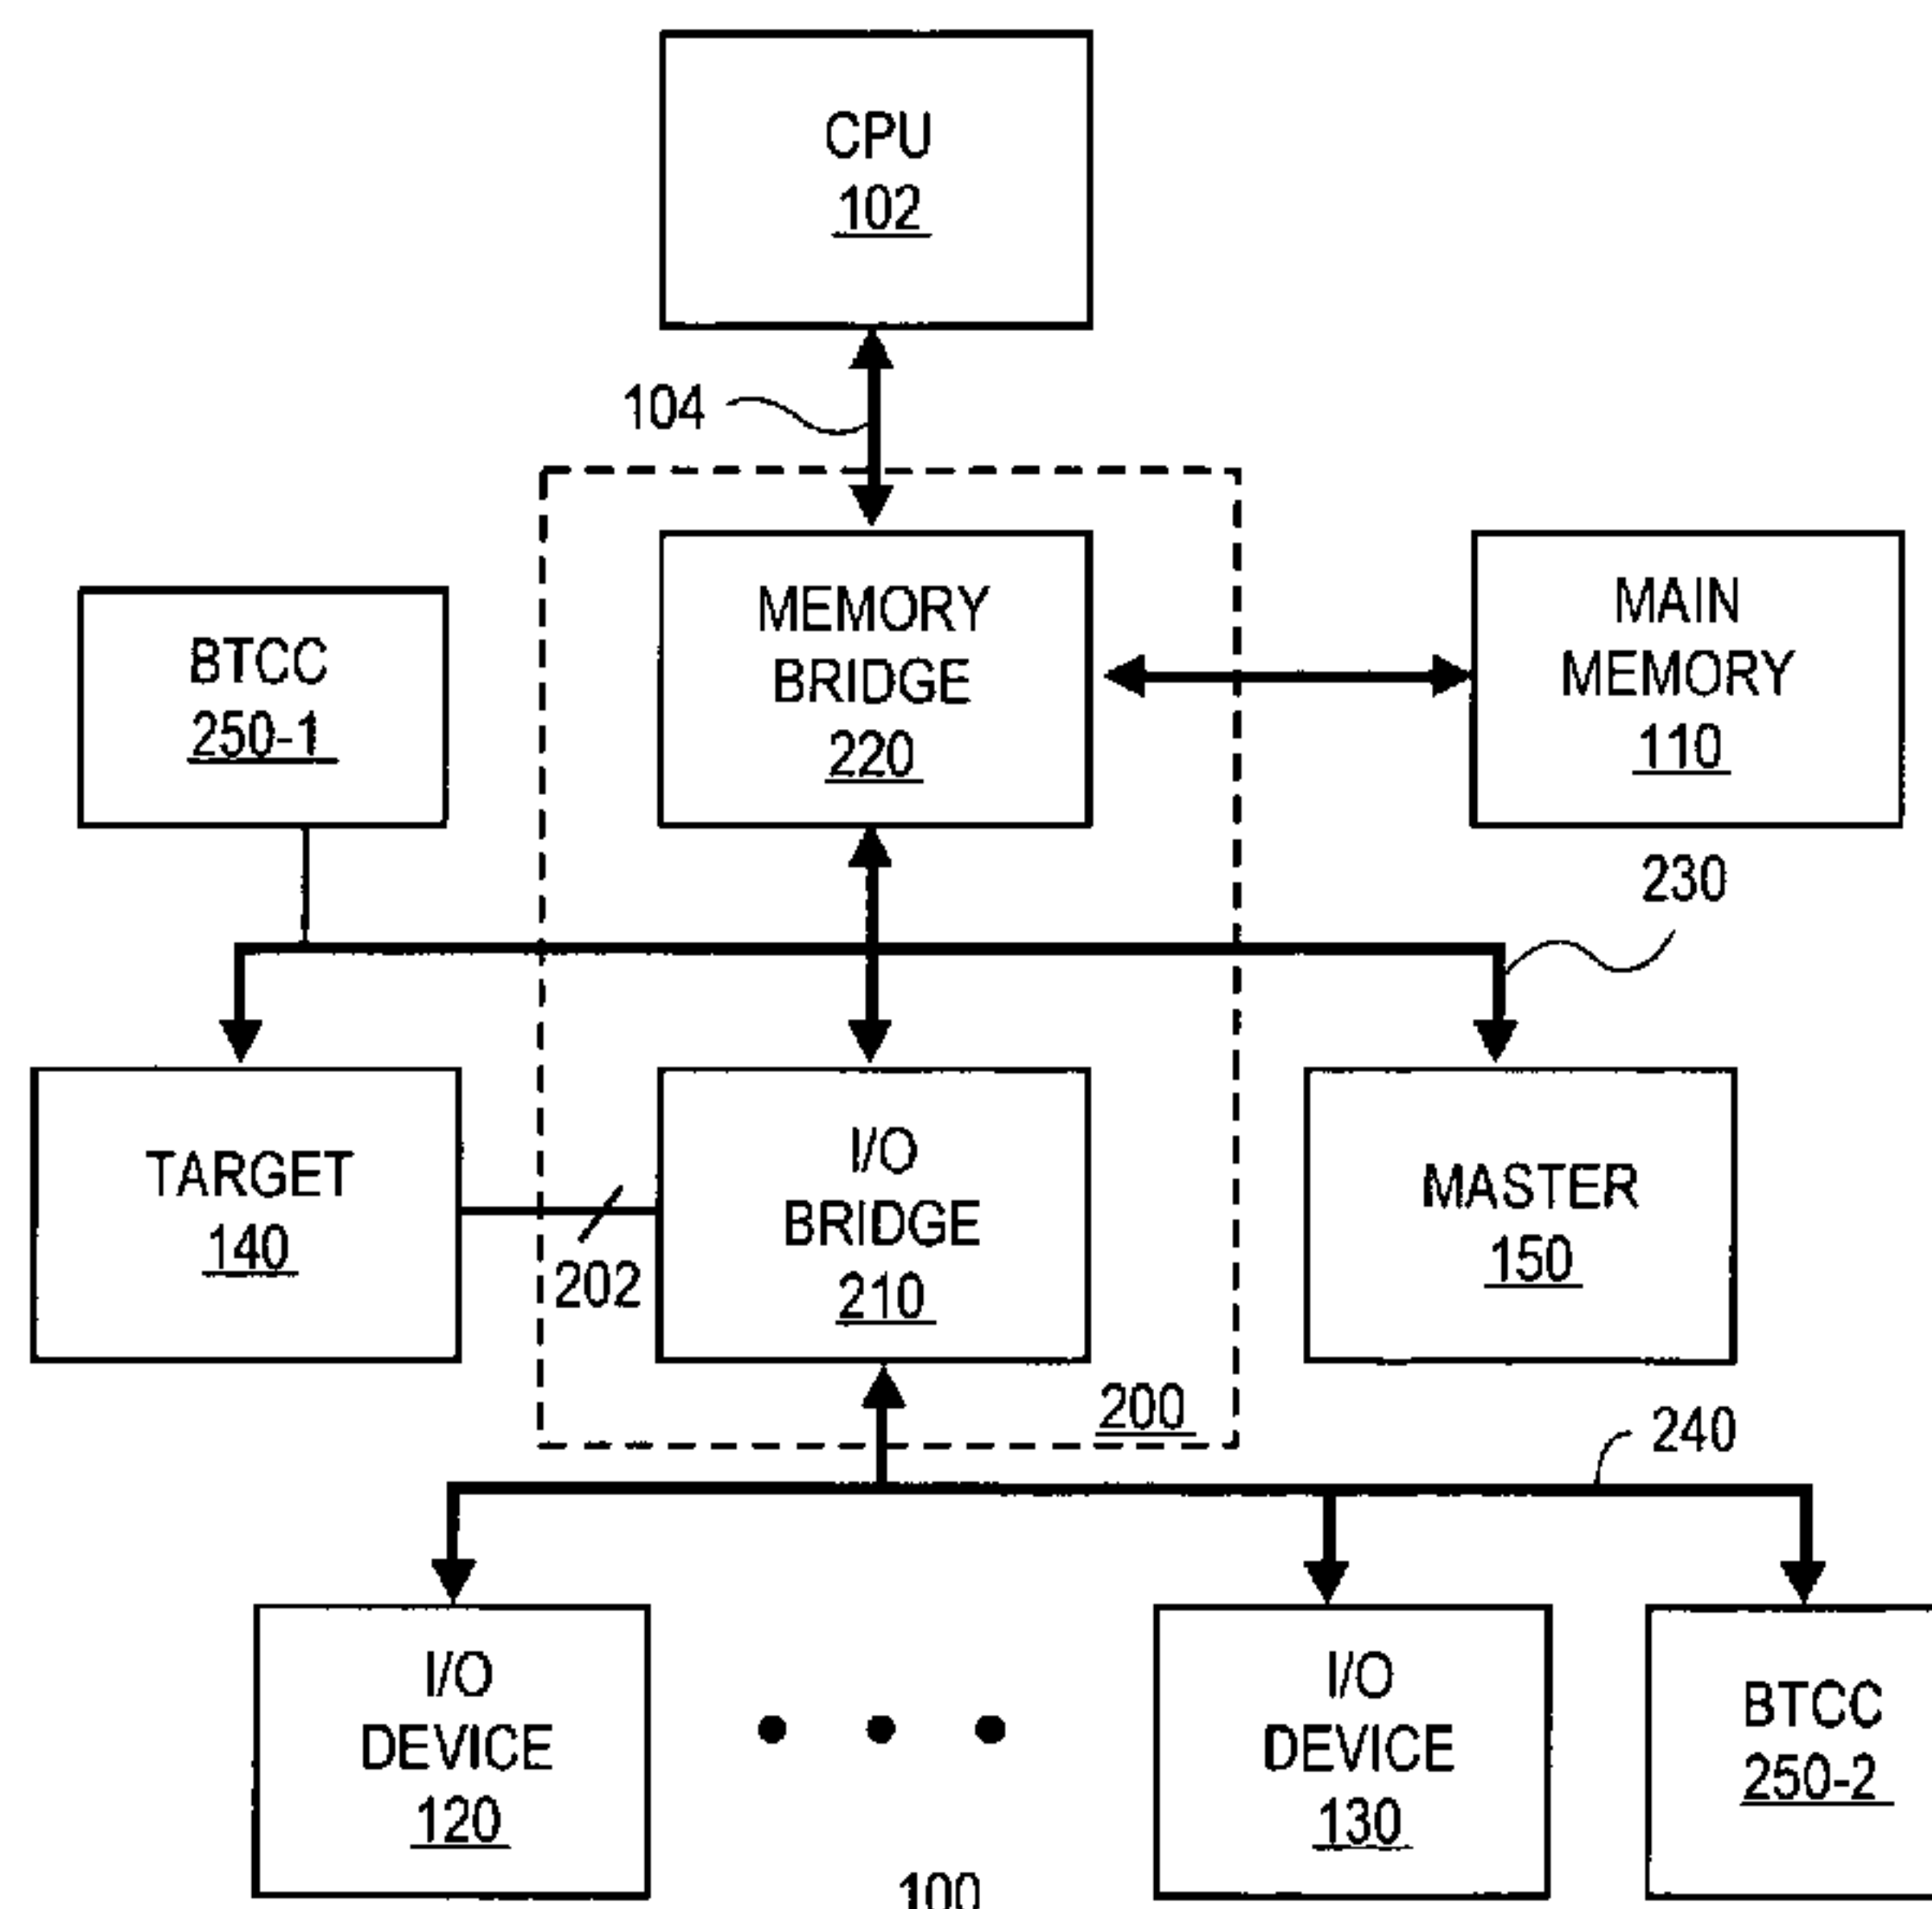 CPU
102
104
BTCC
250-1
MEMORY
BRIDGE
220
MAIN
MEMORY
110
230
TARGET
140
202
I/O
BRIDGE
210
MASTER
150
200
240
I/O
DEVICE
120
I/O
DEVICE
130
BTCC
250-2
100